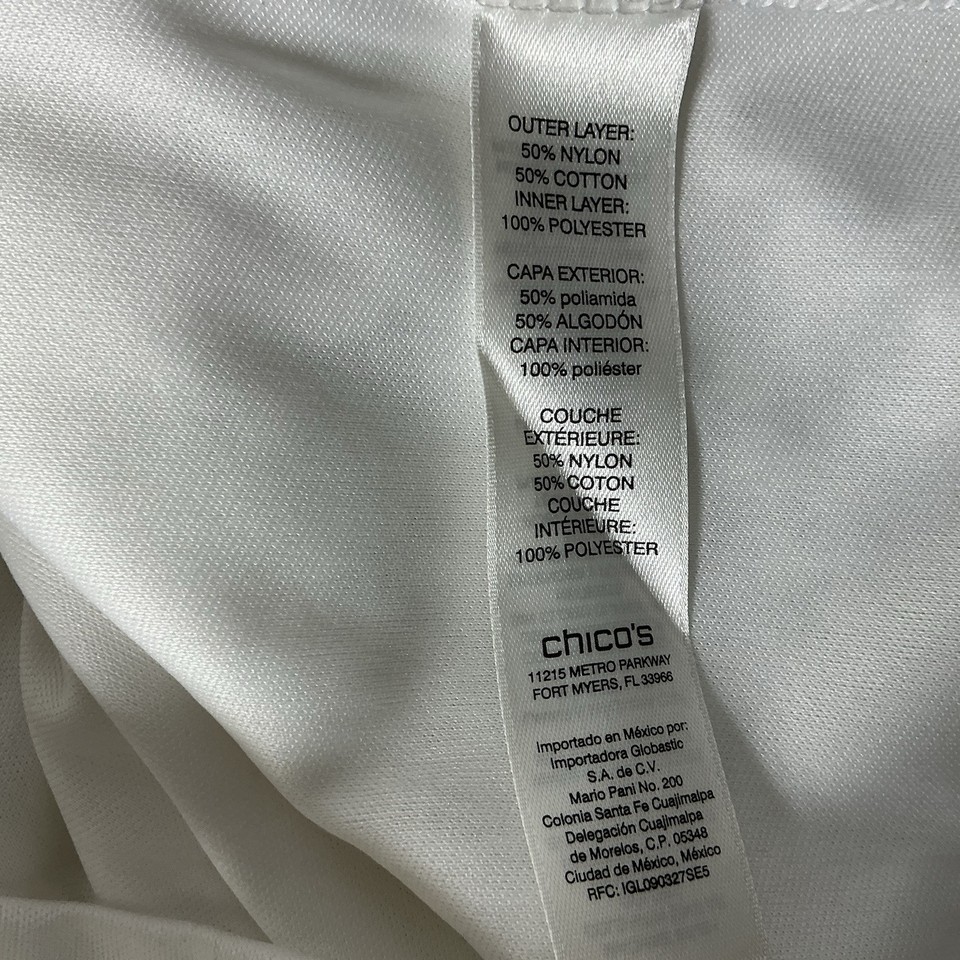 OUTER LAYER:
50% NYLON
50% COTTON
INNER LAYER:
100% POLYESTER
CAPA EXTERIOR:
50% poliamida
50% ALGODÓN
CAPA INTERIOR:
100% poliéster
COUCHE
EXTÉRIEURE:
50% NYLON
50% COTON
COUCHE
INTÉRIEURE:
100% POLYESTER
chico's
11215 METRO PARKWAY
FORT MYERS, FL 33966
Importado en México por:
Importadora Globastic
S.A. de C.V.
Mario Pani No. 200
Colonia Santa Fe Cuajimalpa
Delegación Cuajimalpa
de Morelos, C.P. 05348
Ciudad de México, México
RFC: IGL090327SE5